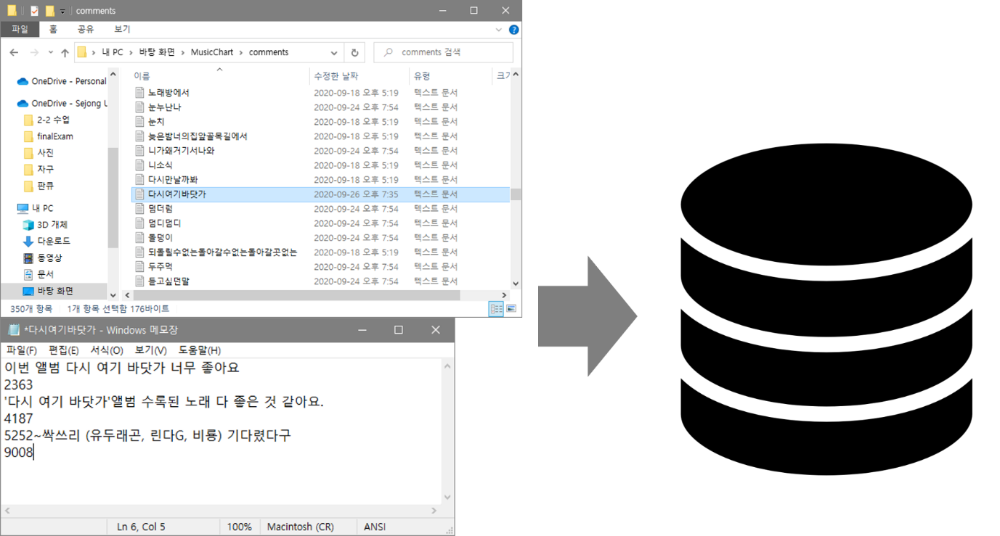 comments
파일 홈 공유 보기
내 PC > 바탕 화면 > MusicChart > comments
comments 검색
이름 수정한 날짜 유형 크기
OneDrive - Personal
OneDrive - Sejong U
2-2 수업
finalExam
사진
자구
판큐
내 PC
3D 개체
다운로드
동영상
문서
바탕 화면
노래방에서 2020-09-18 오후 5:19 텍스트 문서
눈누난나 2020-09-24 오후 7:54 텍스트 문서
눈치 2020-09-18 오후 5:19 텍스트 문서
늦은밤너의집앞골목길에서 2020-09-18 오후 5:19 텍스트 문서
니가왜거기서나와 2020-09-24 오후 7:54 텍스트 문서
니소식 2020-09-18 오후 5:19 텍스트 문서
다시만날까봐 2020-09-18 오후 5:19 텍스트 문서
다시여기바닷가 2020-09-26 오후 7:35 텍스트 문서
덤더럼 2020-09-24 오후 7:54 텍스트 문서
덤디덤디 2020-09-24 오후 7:54 텍스트 문서
돌덩이 2020-09-24 오후 7:54 텍스트 문서
되돌릴수없는돌아갈수없는돌아갈곳없는 2020-09-18 오후 5:19 텍스트 문서
두주먹 2020-09-24 오후 7:54 텍스트 문서
듣고싶던말 2020-09-24 오후 7:54 텍스트 문서
350개 항목 1개 항목 선택함 176바이트
*다시여기바닷가 - Windows 메모장
파일(F) 편집(E) 서식(O) 보기(V) 도움말(H)
이번 앨범 다시 여기 바닷가 너무 좋아요
2363
'다시 여기 바닷가'앨범 수록된 노래 다 좋은 것 같아요.
4187
5252~싹쓰리 (유두래곤, 린다G, 비룡) 기다렸다구
9008
Ln 6, Col 5 100% Macintosh (CR) ANSI